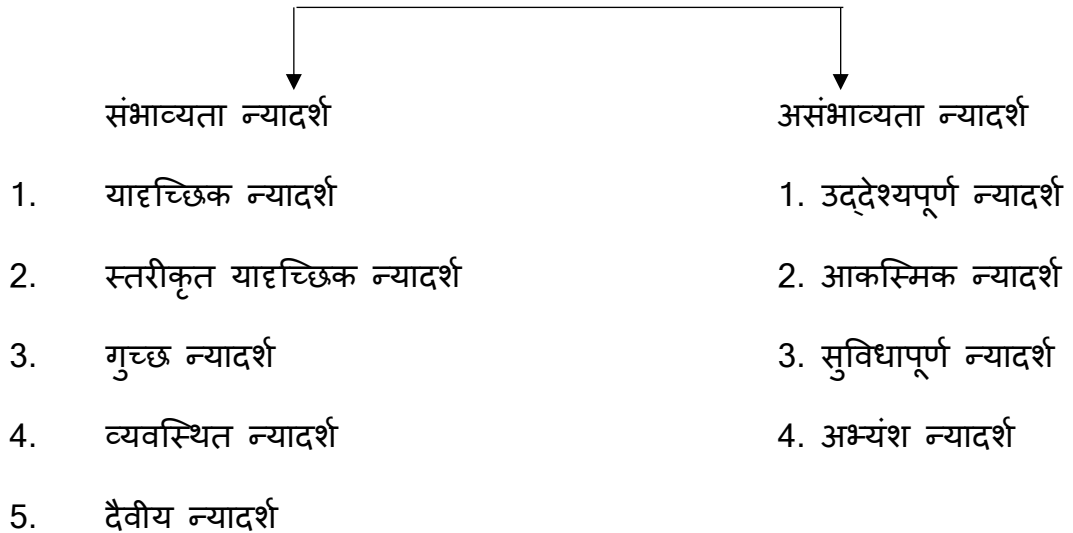 संभाव्यता न्यादर्श असंभाव्यता न्यादर्श
1. यादृच्छिक न्यादर्श 1. उद्देश्यपूर्ण न्यादर्श
2. स्तरीकृत यादृच्छिक न्यादर्श 2. आकस्मिक न्यादर्श
3. गुच्छ न्यादर्श 3. सुविधापूर्ण न्यादर्श
4. व्यवस्थित न्यादर्श 4. अभ्यंश न्यादर्श
5. दैवीय न्यादर्श